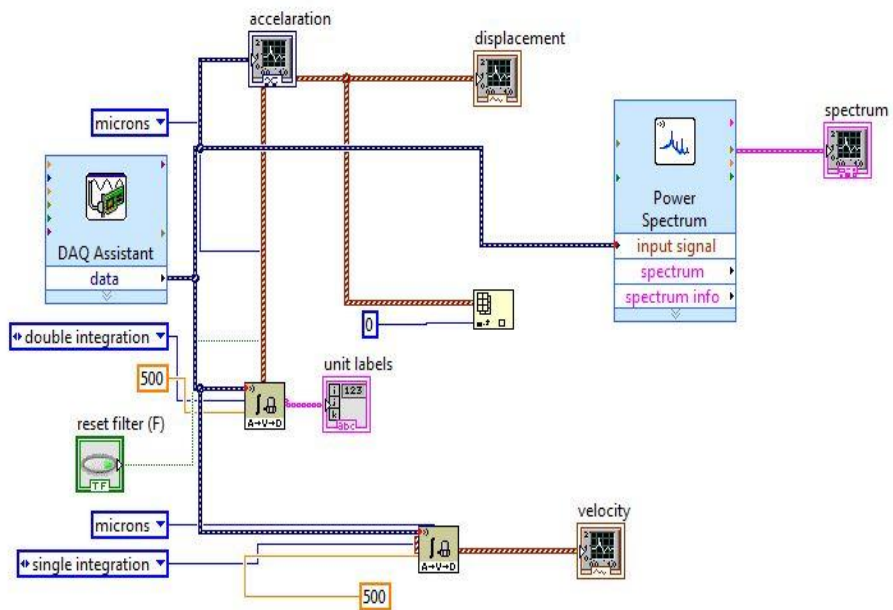 accelaration
displacement
microns
spectrum
DAQ Assistant
data
Power
Spectrum
input signal
spectrum
spectrum info
0
double integration
500
unit labels
i 123
j
k
abc
A→V→D
reset filter (F)
TF
microns
velocity
single integration
A→V→D
500